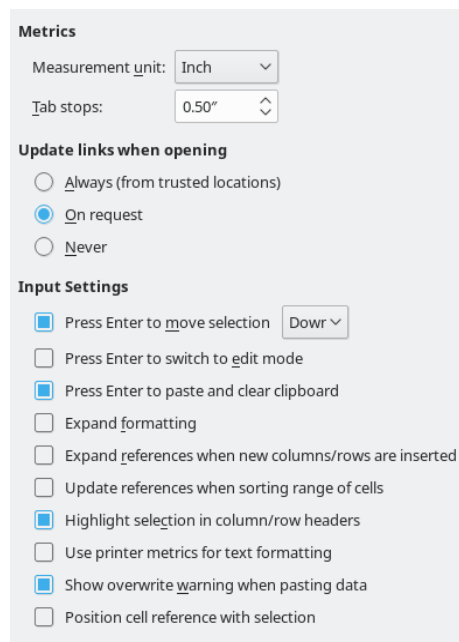 Metrics
Measurement unit: Inch
Tab stops: 0.50″
Update links when opening
Always (from trusted locations)
On request
Never
Input Settings
Press Enter to move selection Dowr
Press Enter to switch to edit mode
Press Enter to paste and clear clipboard
Expand formatting
Expand references when new columns/rows are inserted
Update references when sorting range of cells
Highlight selection in column/row headers
Use printer metrics for text formatting
Show overwrite warning when pasting data
Position cell reference with selection